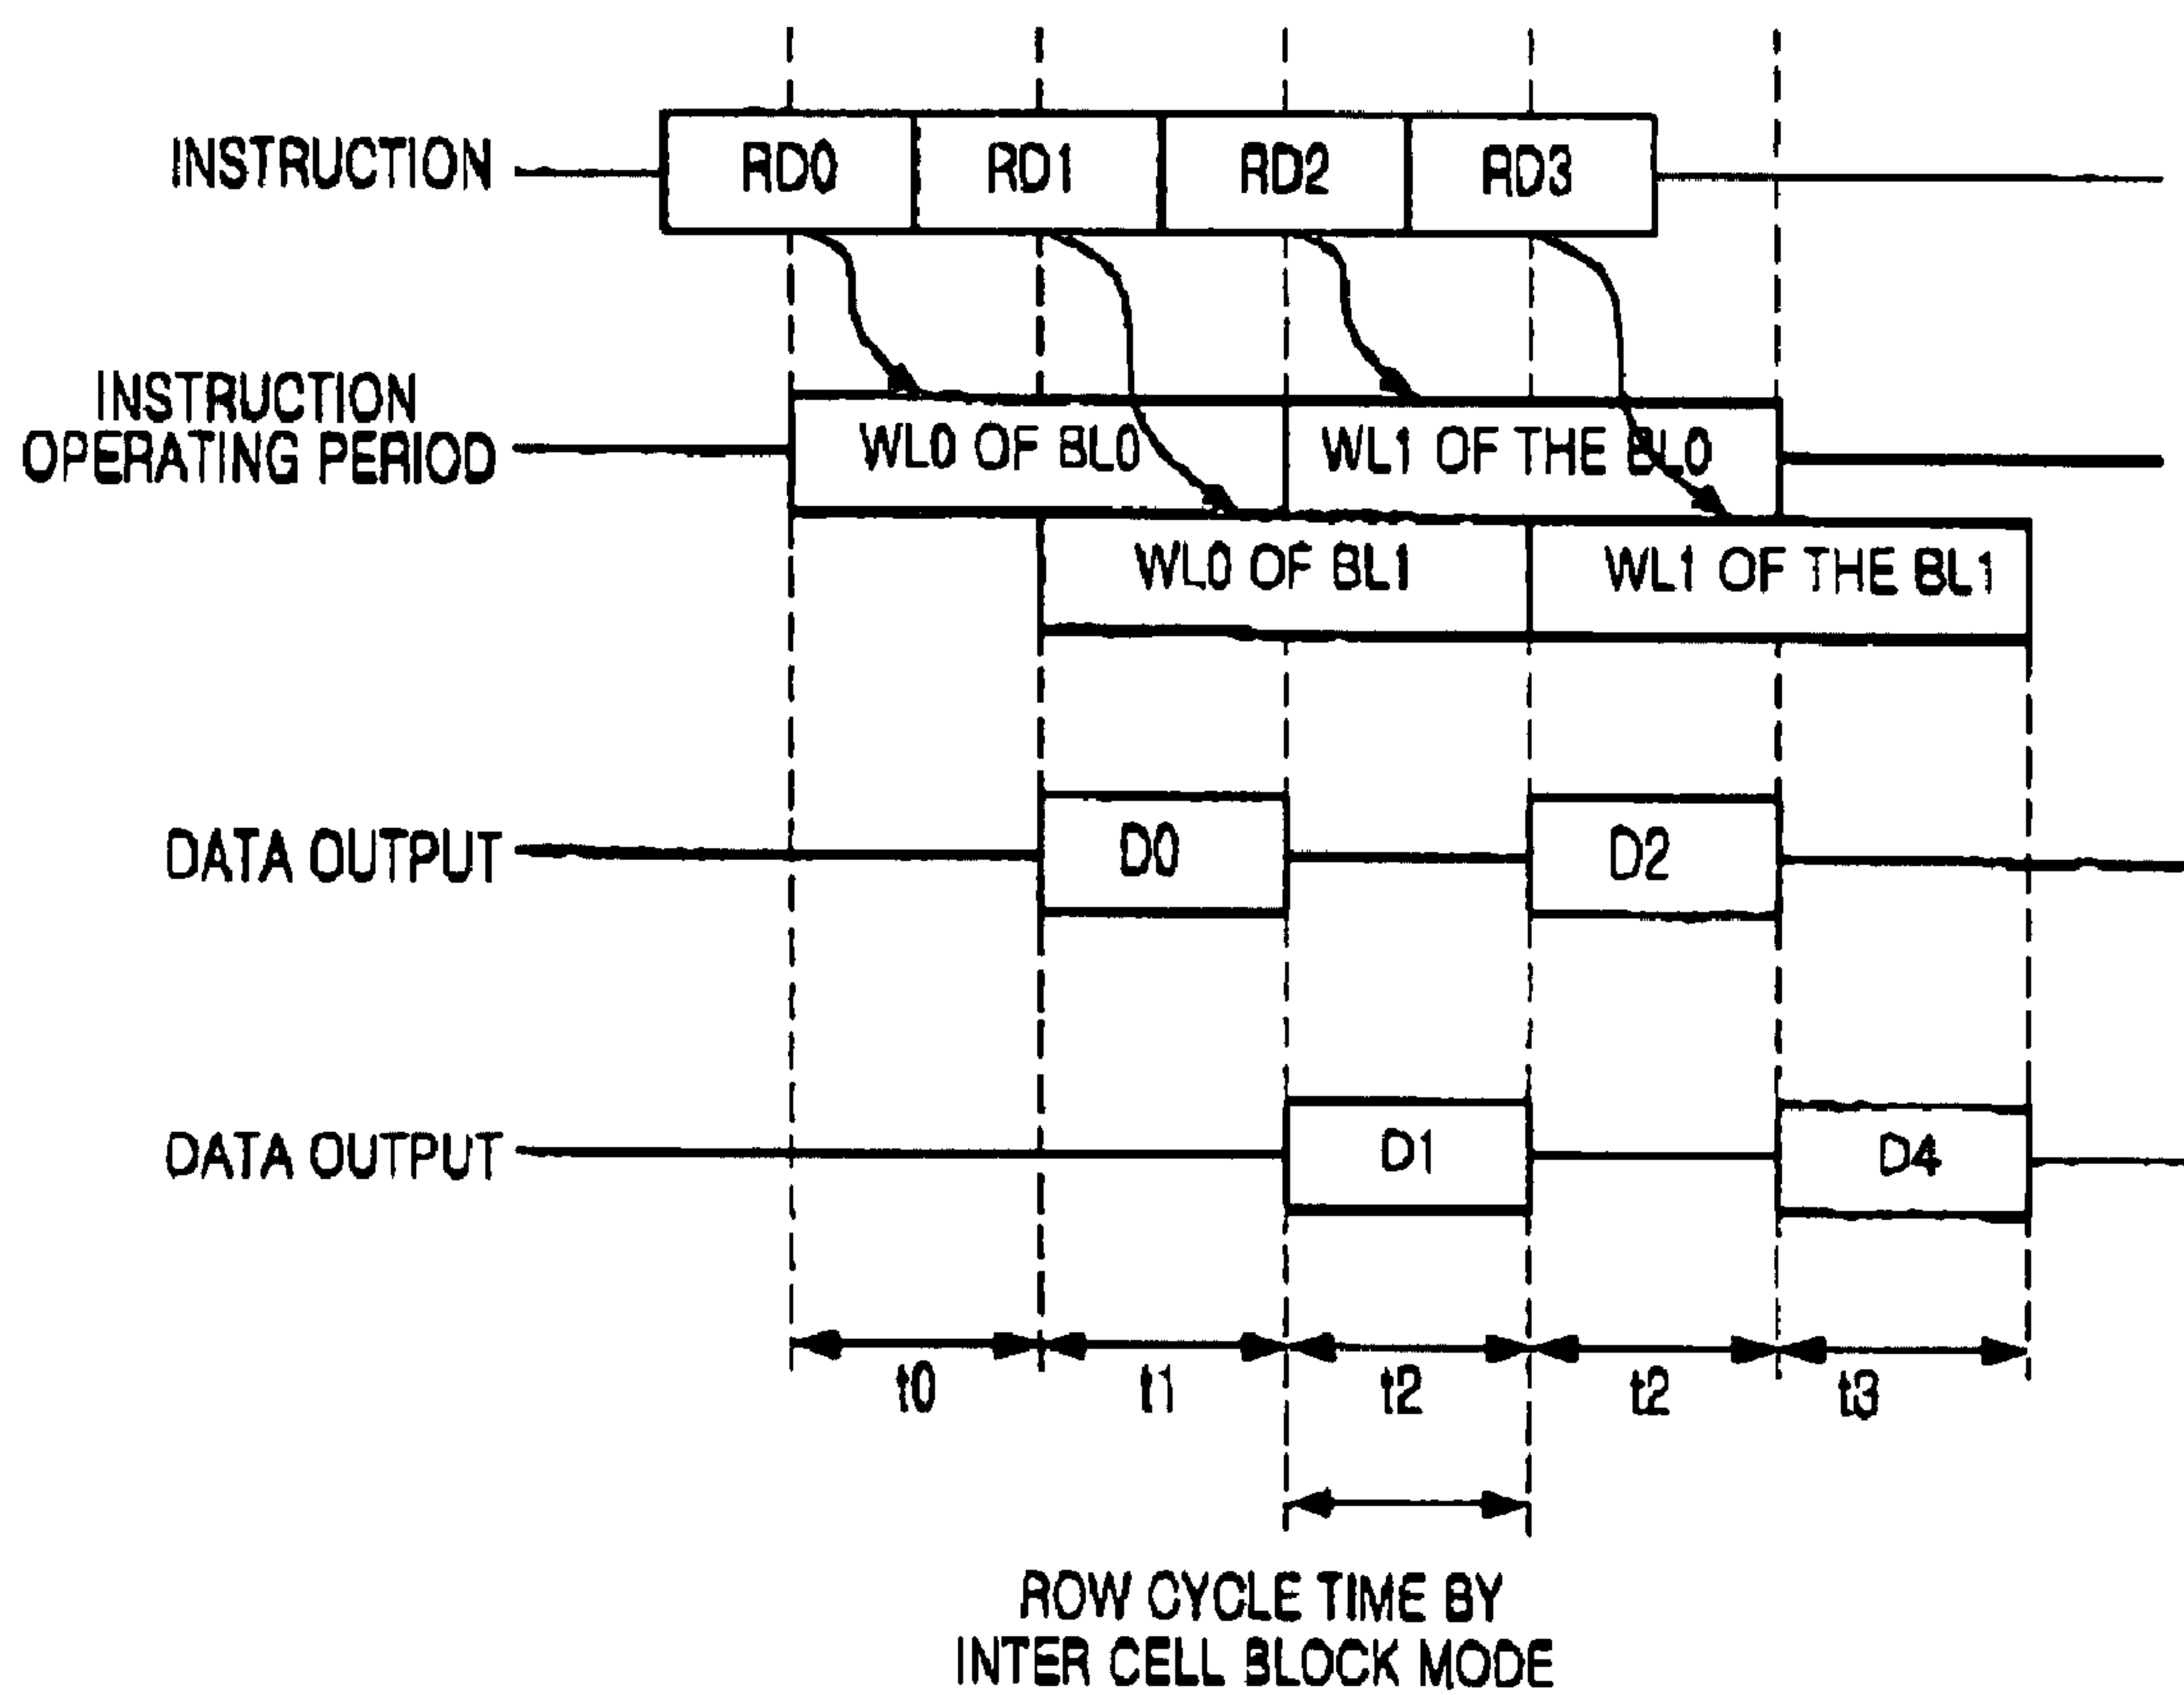 INSTRUCTION
RD0
RD1
RD2
RD3
INSTRUCTION
OPERATING PERIOD
WL0 OF BL0
WL1 OF THE BL0
WL0 OF BL1
WL1 OF THE BL1
DATA OUTPUT
D0
D2
DATA OUTPUT
D1
D4
t0
t1
t2
t2
t3
ROW CYCLE TIME BY
INTER CELL BLOCK MODE